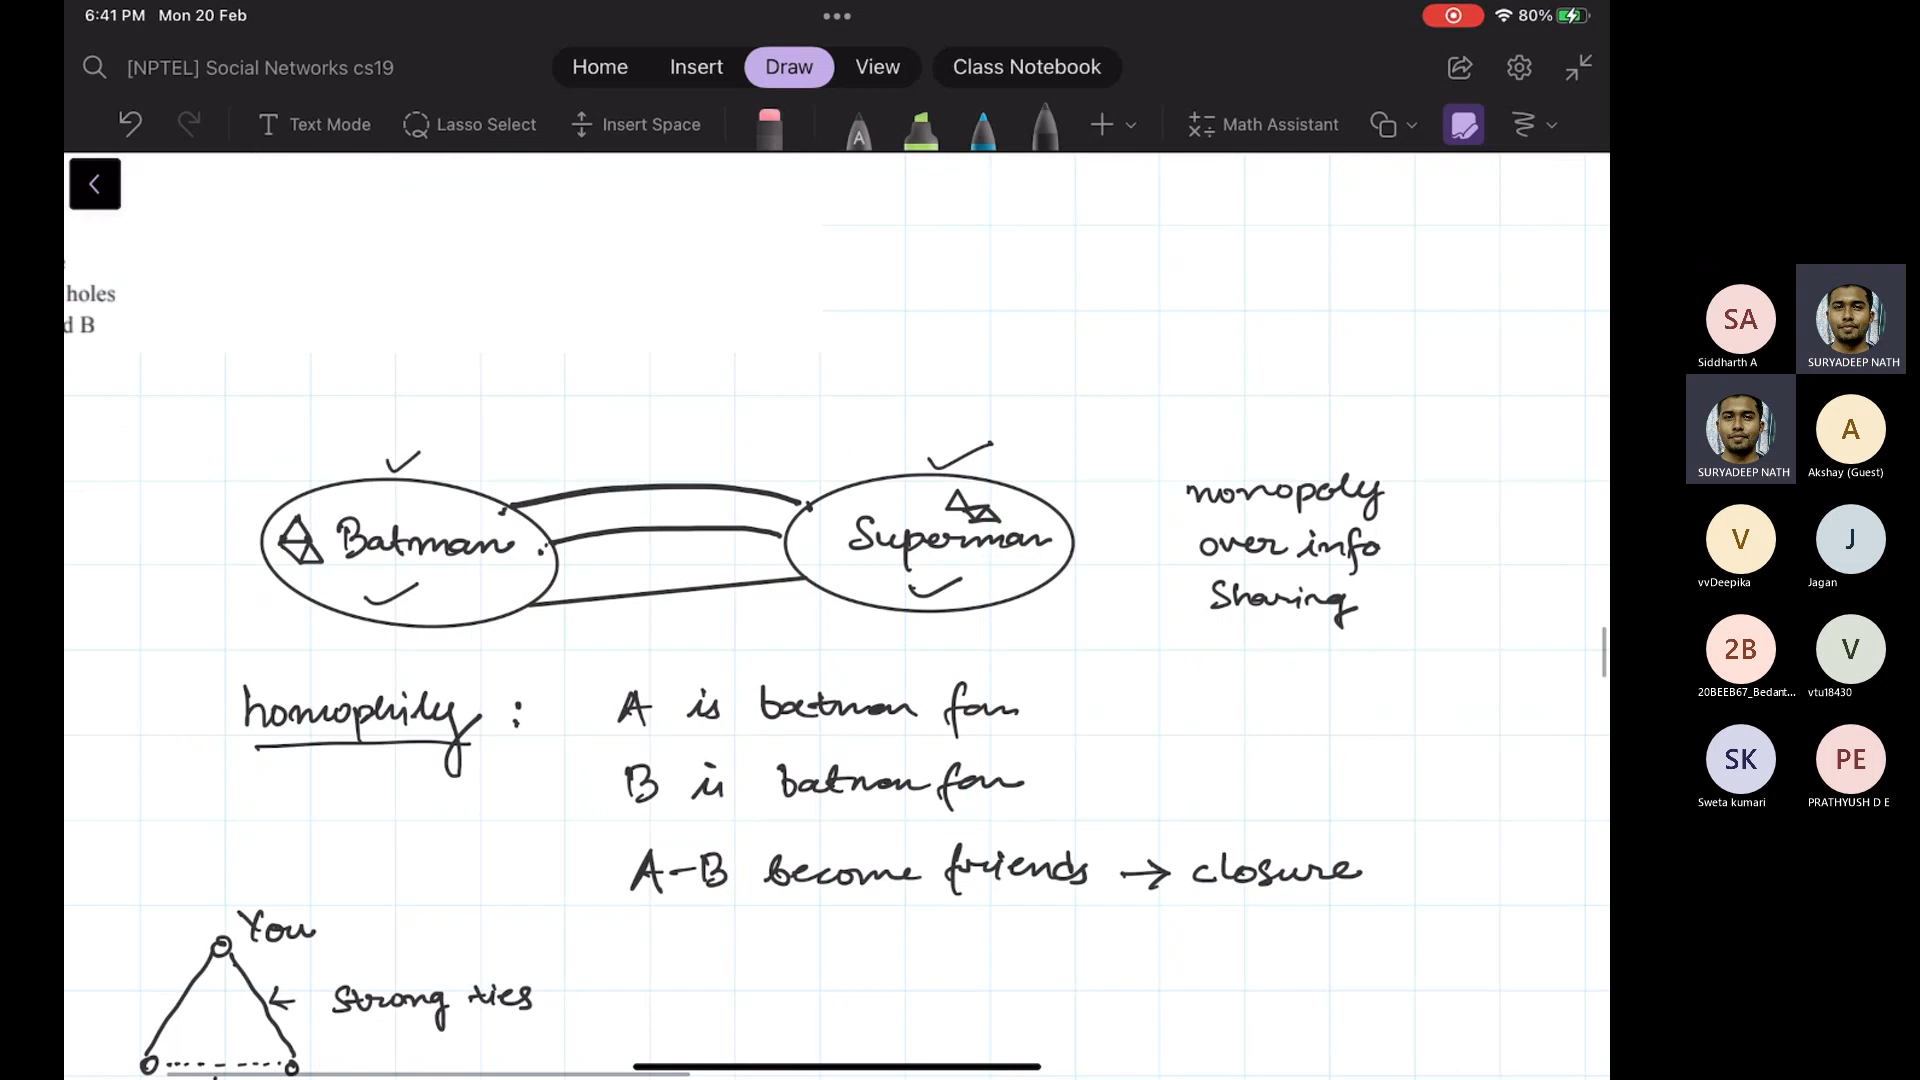 6:41 PM Mon 20 Feb
80%
[NPTEL] Social Networks cs19
Home Insert Draw View Class Notebook
Text Mode Lasso Select Insert Space A Math Assistant
holes
d B
Batman Superman
monopoly
over info
Sharing
homophily : A is batman fan
B is batman fan
A-B become friends → closure
You
Strong ties
SA
Siddharth A
SURYADEEP NATH
SURYADEEP NATH
A
Akshay (Guest)
V
vvDeepika
J
Jagan
2B
20BEEB67_Bedant...
V
vtu18430
SK
Sweta kumari
PE
PRATHYUSH D E